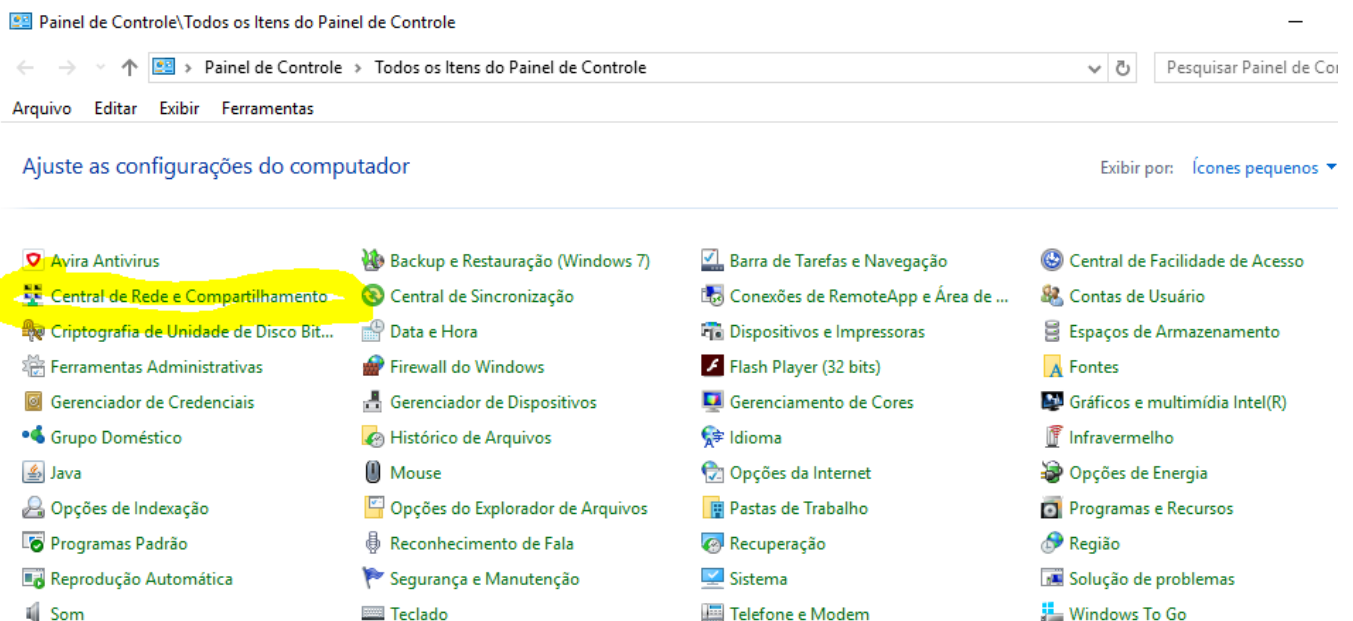 Painel de Controle\Todos os Itens do Painel de Controle
Painel de Controle > Todos os Itens do Painel de Controle
Pesquisar Painel de Con
Arquivo Editar Exibir Ferramentas
Ajuste as configurações do computador
Exibir por: Ícones pequenos
Avira Antivirus Backup e Restauração (Windows 7) Barra de Tarefas e Navegação Central de Facilidade de Acesso
Central de Rede e Compartilhamento Central de Sincronização Conexões de RemoteApp e Área de ... Contas de Usuário
Criptografia de Unidade de Disco Bit... Data e Hora Dispositivos e Impressoras Espaços de Armazenamento
Ferramentas Administrativas Firewall do Windows Flash Player (32 bits) Fontes
Gerenciador de Credenciais Gerenciador de Dispositivos Gerenciamento de Cores Gráficos e multimídia Intel(R)
Grupo Doméstico Histórico de Arquivos Idioma Infravermelho
Java Mouse Opções da Internet Opções de Energia
Opções de Indexação Opções do Explorador de Arquivos Pastas de Trabalho Programas e Recursos
Programas Padrão Reconhecimento de Fala Recuperação Região
Reprodução Automática Segurança e Manutenção Sistema Solução de problemas
Som Teclado Telefone e Modem Windows To Go